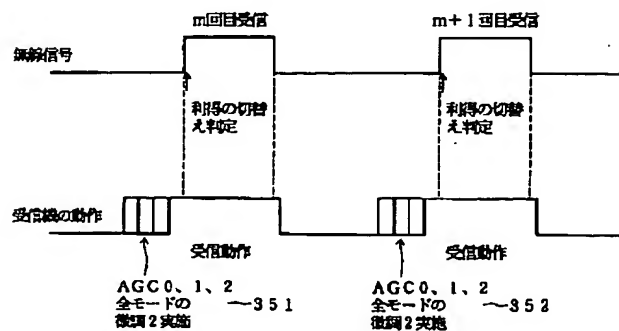 m回目受信
m+1回目受信
無線信号
利得の切替
え判定
利得の切替
え判定
受信機の動作
受信動作
受信動作
AGC0、1、2
全モードの
微調2実施
~351
AGC0、1、2
全モードの
微調2実施
~352